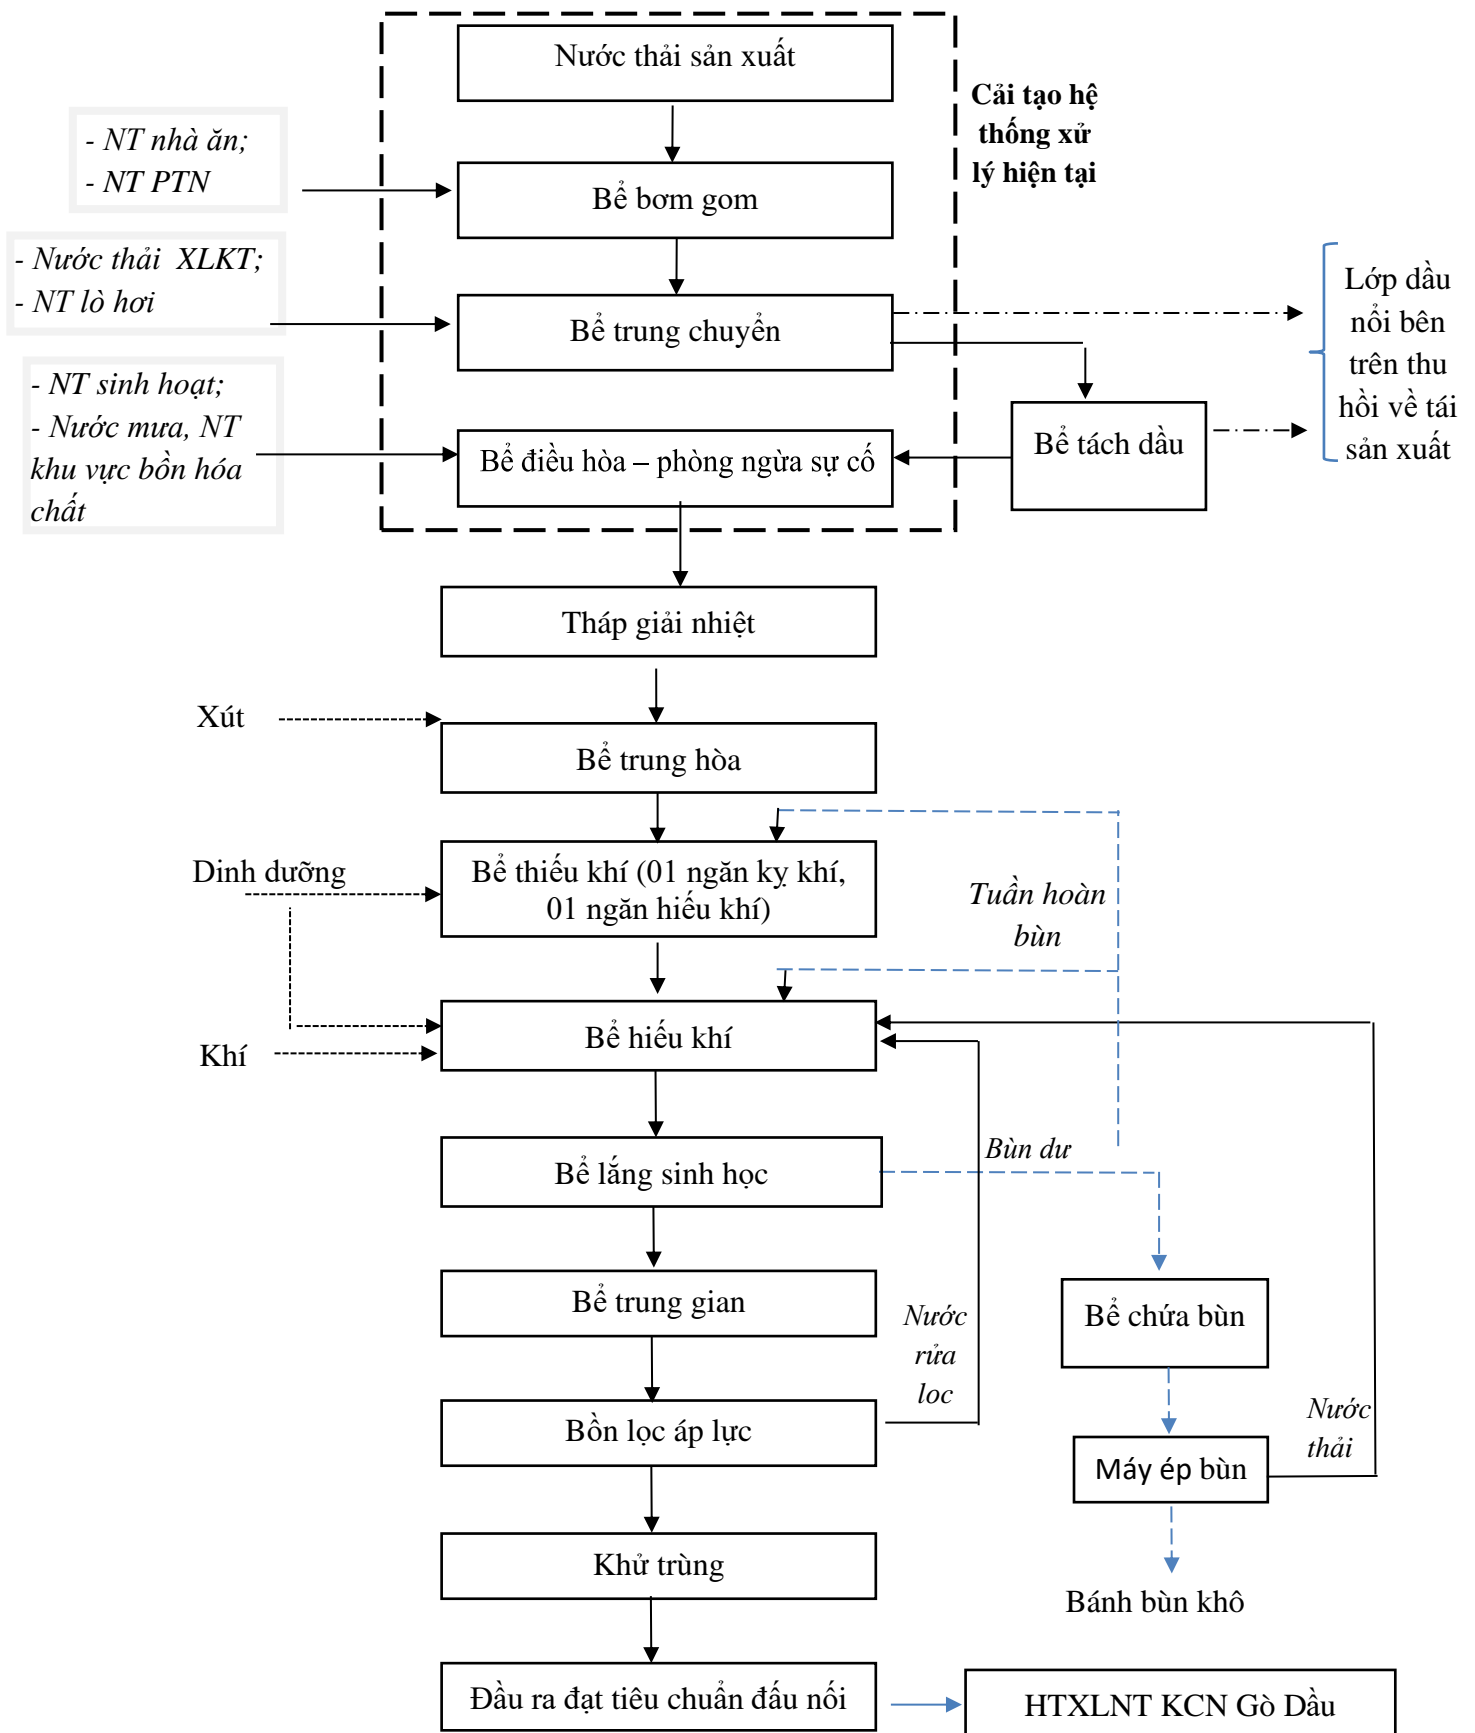 Nước thải sản xuất
Cải tạo hệ
thống xử
lý hiện tại
- NT nhà ăn;
- NT PTN
Bể bơm gom
- Nước thải XLKT;
- NT lò hơi
Bể trung chuyển
Lớp dầu
nổi bên
trên thu
hồi về tái
sản xuất
- NT sinh hoạt;
- Nước mưa, NT
khu vực bồn hóa
chất
Bể điều hòa – phòng ngừa sự cố
Bể tách dầu
Tháp giải nhiệt
Xút
Bể trung hòa
Dinh dưỡng
Bể thiếu khí (01 ngăn kỵ khí,
01 ngăn hiếu khí)
Tuần hoàn
bùn
Bể hiếu khí
Khí
Bể lắng sinh học
Bùn dư
Bể trung gian
Nước
rửa
loc
Bể chứa bùn
Bồn lọc áp lực
Nước
thải
Máy ép bùn
Khử trùng
Bánh bùn khô
Đầu ra đạt tiêu chuẩn đấu nối
HTXLNT KCN Gò Dầu